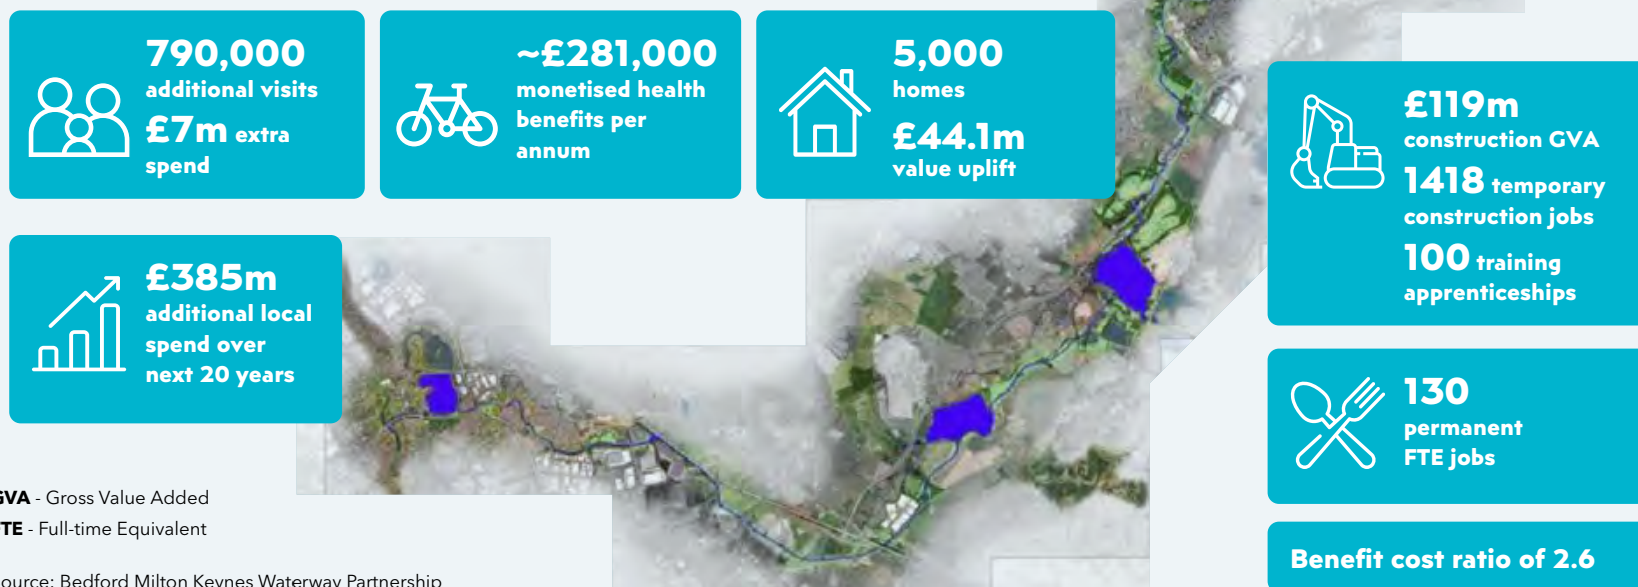 790,000
additional visits
£7m extra
spend
~£281,000
monetised health
benefits per
annum
5,000
homes
£44.1m
value uplift
£119m
construction GVA
1418 temporary
construction jobs
100 training
apprenticeships
£385m
additional local
spend over
next 20 years
130
permanent
FTE jobs
GVA - Gross Value Added
FTE - Full-time Equivalent
Source: Bedford Milton Keynes Waterway Partnership
Benefit cost ratio of 2.6